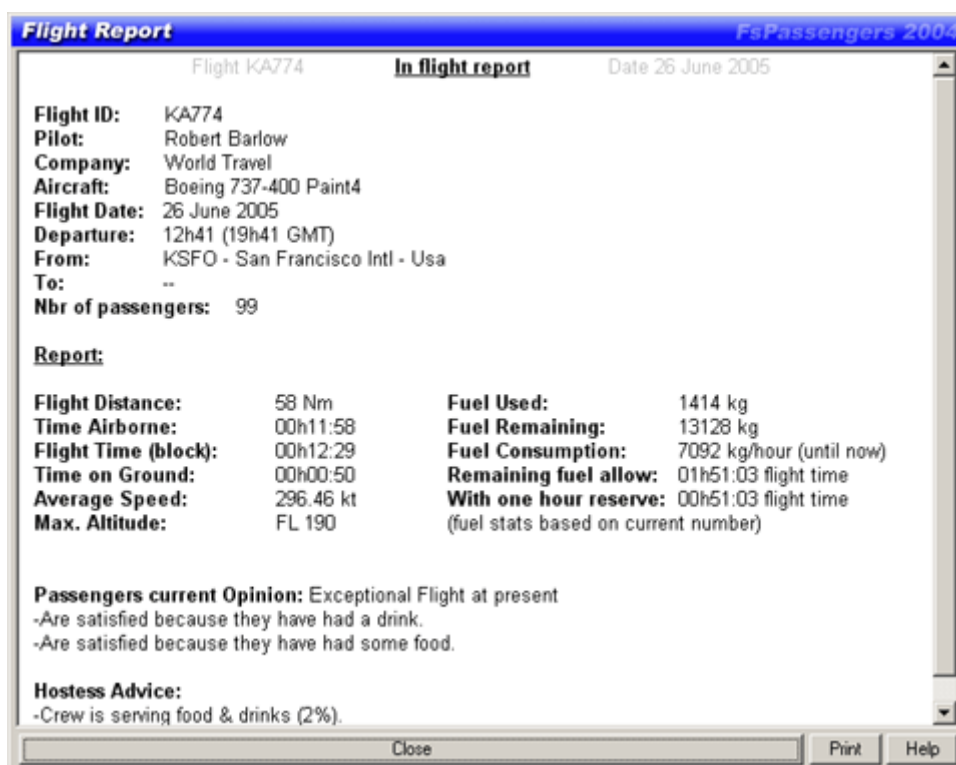 Flight Report FsPassengers 2004
Flight KA774 In flight report Date 26 June 2005
Flight ID: KA774
Pilot: Robert Barlow
Company: World Travel
Aircraft: Boeing 737-400 Paint4
Flight Date: 26 June 2005
Departure: 12h41 (19h41 GMT)
From: KSFO - San Francisco Intl - Usa
To: --
Nbr of passengers: 99
Report:
Flight Distance: 58 Nm Fuel Used: 1414 kg
Time Airborne: 00h11:58 Fuel Remaining: 13128 kg
Flight Time (block): 00h12:29 Fuel Consumption: 7092 kg/hour (until now)
Time on Ground: 00h00:50 Remaining fuel allow: 01h51:03 flight time
Average Speed: 296.46 kt With one hour reserve: 00h51:03 flight time
Max. Altitude: FL 190 (fuel stats based on current number)
Passengers current Opinion: Exceptional Flight at present
-Are satisfied because they have had a drink.
-Are satisfied because they have had some food.
Hostess Advice:
-Crew is serving food & drinks (2%).
Close Print Help